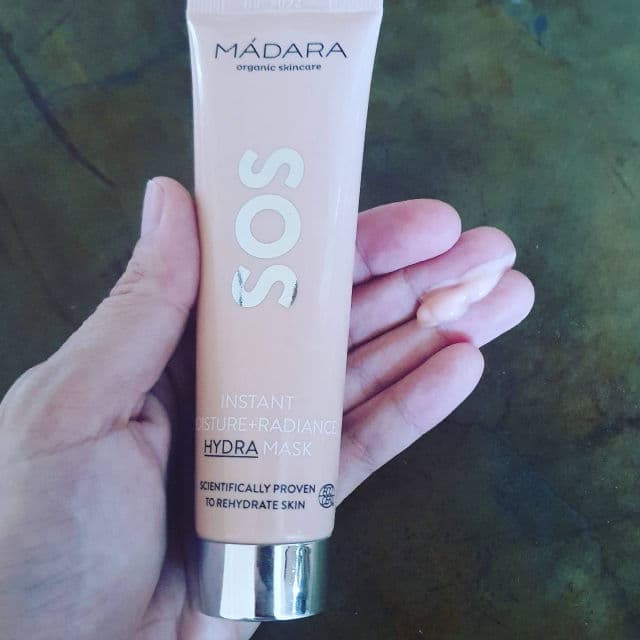 MÁDARA
organic skincare
SOS
INSTANT
OISTURE+RADIANCE
HYDRA MASK
SCIENTIFICALLY PROVEN
TO REHYDRATE SKIN